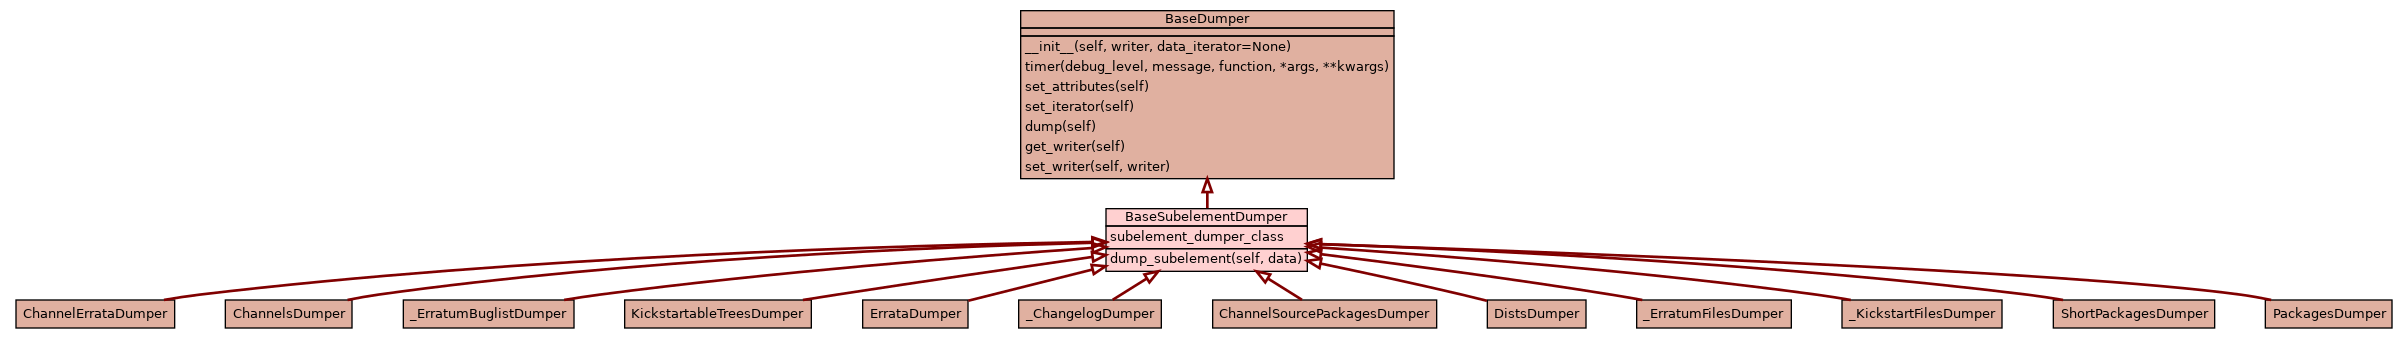 BaseDumper
__init__(self, writer, data_iterator=None)
timer(debug_level, message, function, *args, **kwargs)
set_attributes(self)
set_iterator(self)
dump(self)
get_writer(self)
set_writer(self, writer)
BaseSubelementDumper
subelement_dumper_class
dump_subelement(self, data)
ChannelErrataDumper
ChannelsDumper
_ErratumBuglistDumper
KickstartableTreesDumper
ErrataDumper
_ChangelogDumper
ChannelSourcePackagesDumper
DistsDumper
_ErratumFilesDumper
_KickstartFilesDumper
ShortPackagesDumper
PackagesDumper